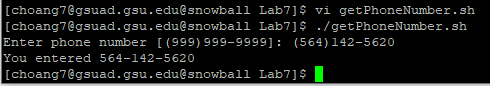 [choang7@gsuad.gsu.edu@snowball Lab7]$ vi getPhoneNumber.sh
[choang7@gsuad.gsu.edu@snowball Lab7]$ ./getPhoneNumber.sh
Enter phone number [(999)999-9999]: (564)142-5620
You entered 564-142-5620
[choang7@gsuad.gsu.edu@snowball Lab7]$